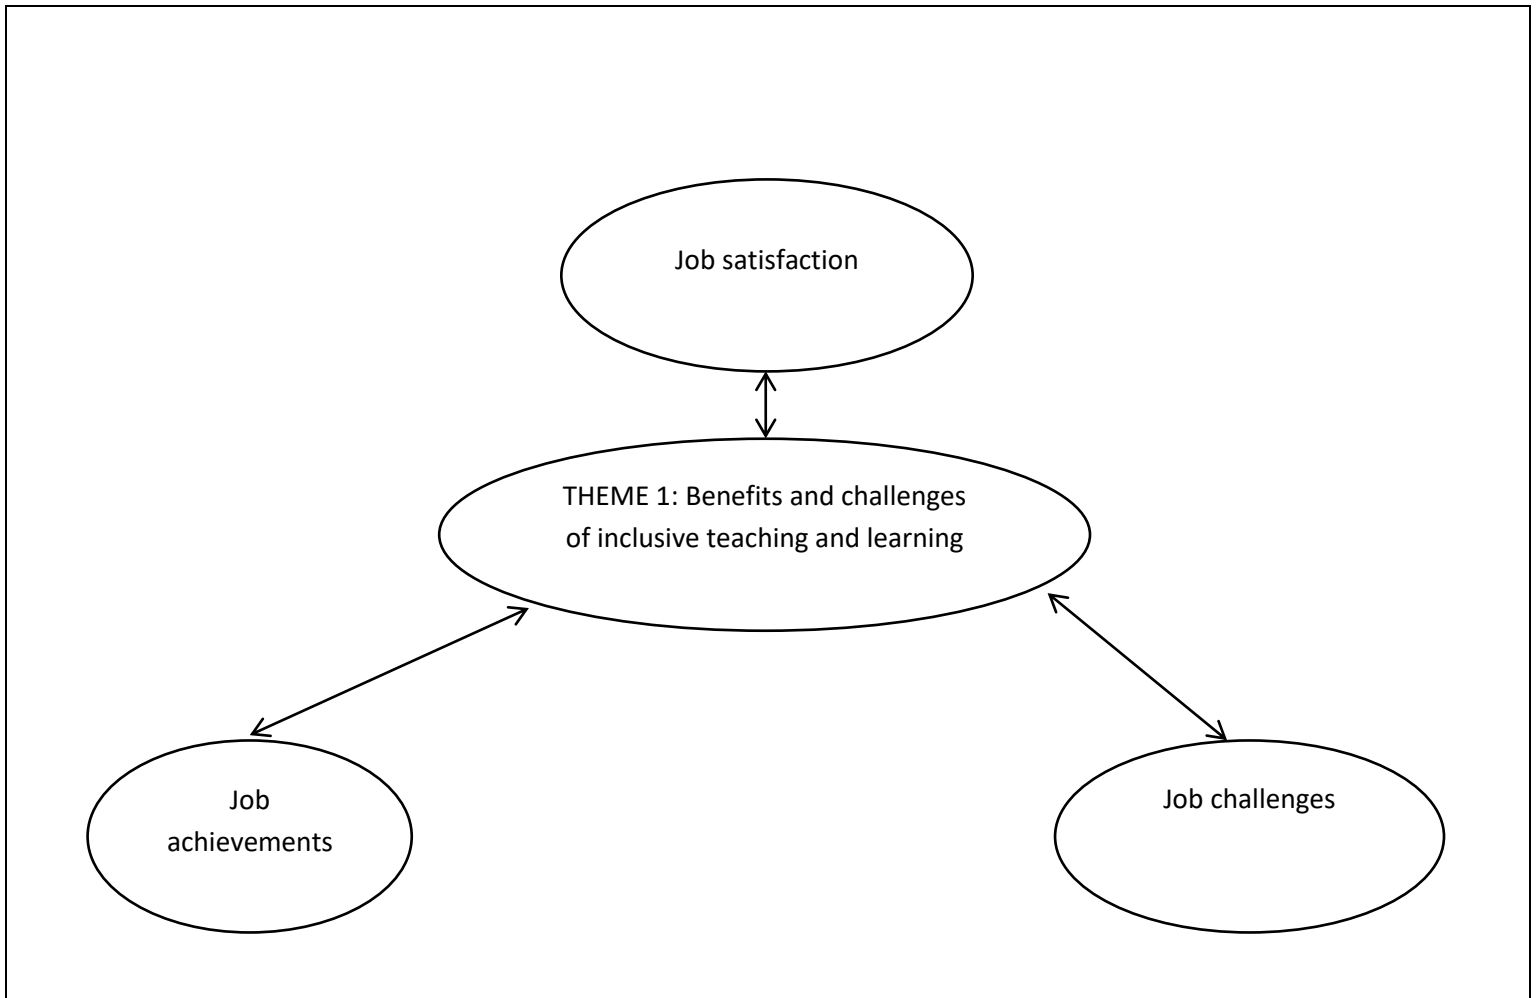 Job satisfaction
THEME 1: Benefits and challenges
of inclusive teaching and learning
Job
achievements
Job challenges